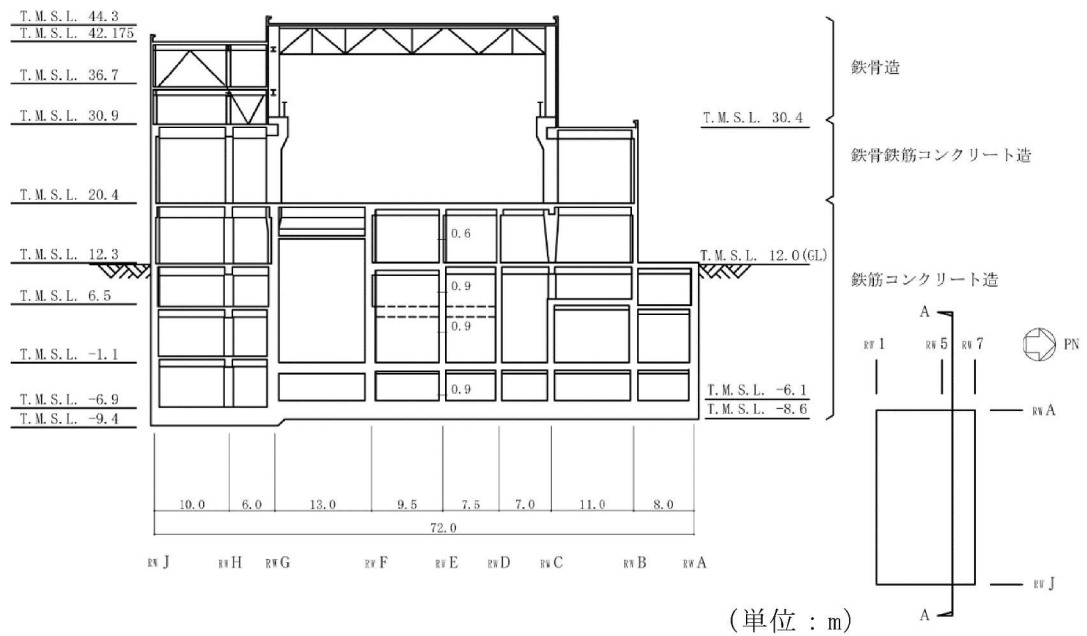 T.M.S.L. 44.3
T.M.S.L. 42.175
T.M.S.L. 36.7
T.M.S.L. 30.9
T.M.S.L. 20.4
T.M.S.L. 12.3
T.M.S.L. 6.5
T.M.S.L. -1.1
T.M.S.L. -6.9
T.M.S.L. -9.4
0.6
0.9
0.9
0.9
T.M.S.L. 30.4
T.M.S.L. 12.0(GL)
T.M.S.L. -6.1
T.M.S.L. -8.6
鉄骨造
鉄骨鉄筋コンクリート造
鉄筋コンクリート造
10.0 6.0 13.0 9.5 7.5 7.0 11.0 8.0
72.0
RW J RW H RW G RW F RW E RW D RW C RW B RW A
A
RW 1 RW 5 RW 7 PN
RW A
RW J
A
(単位：m)